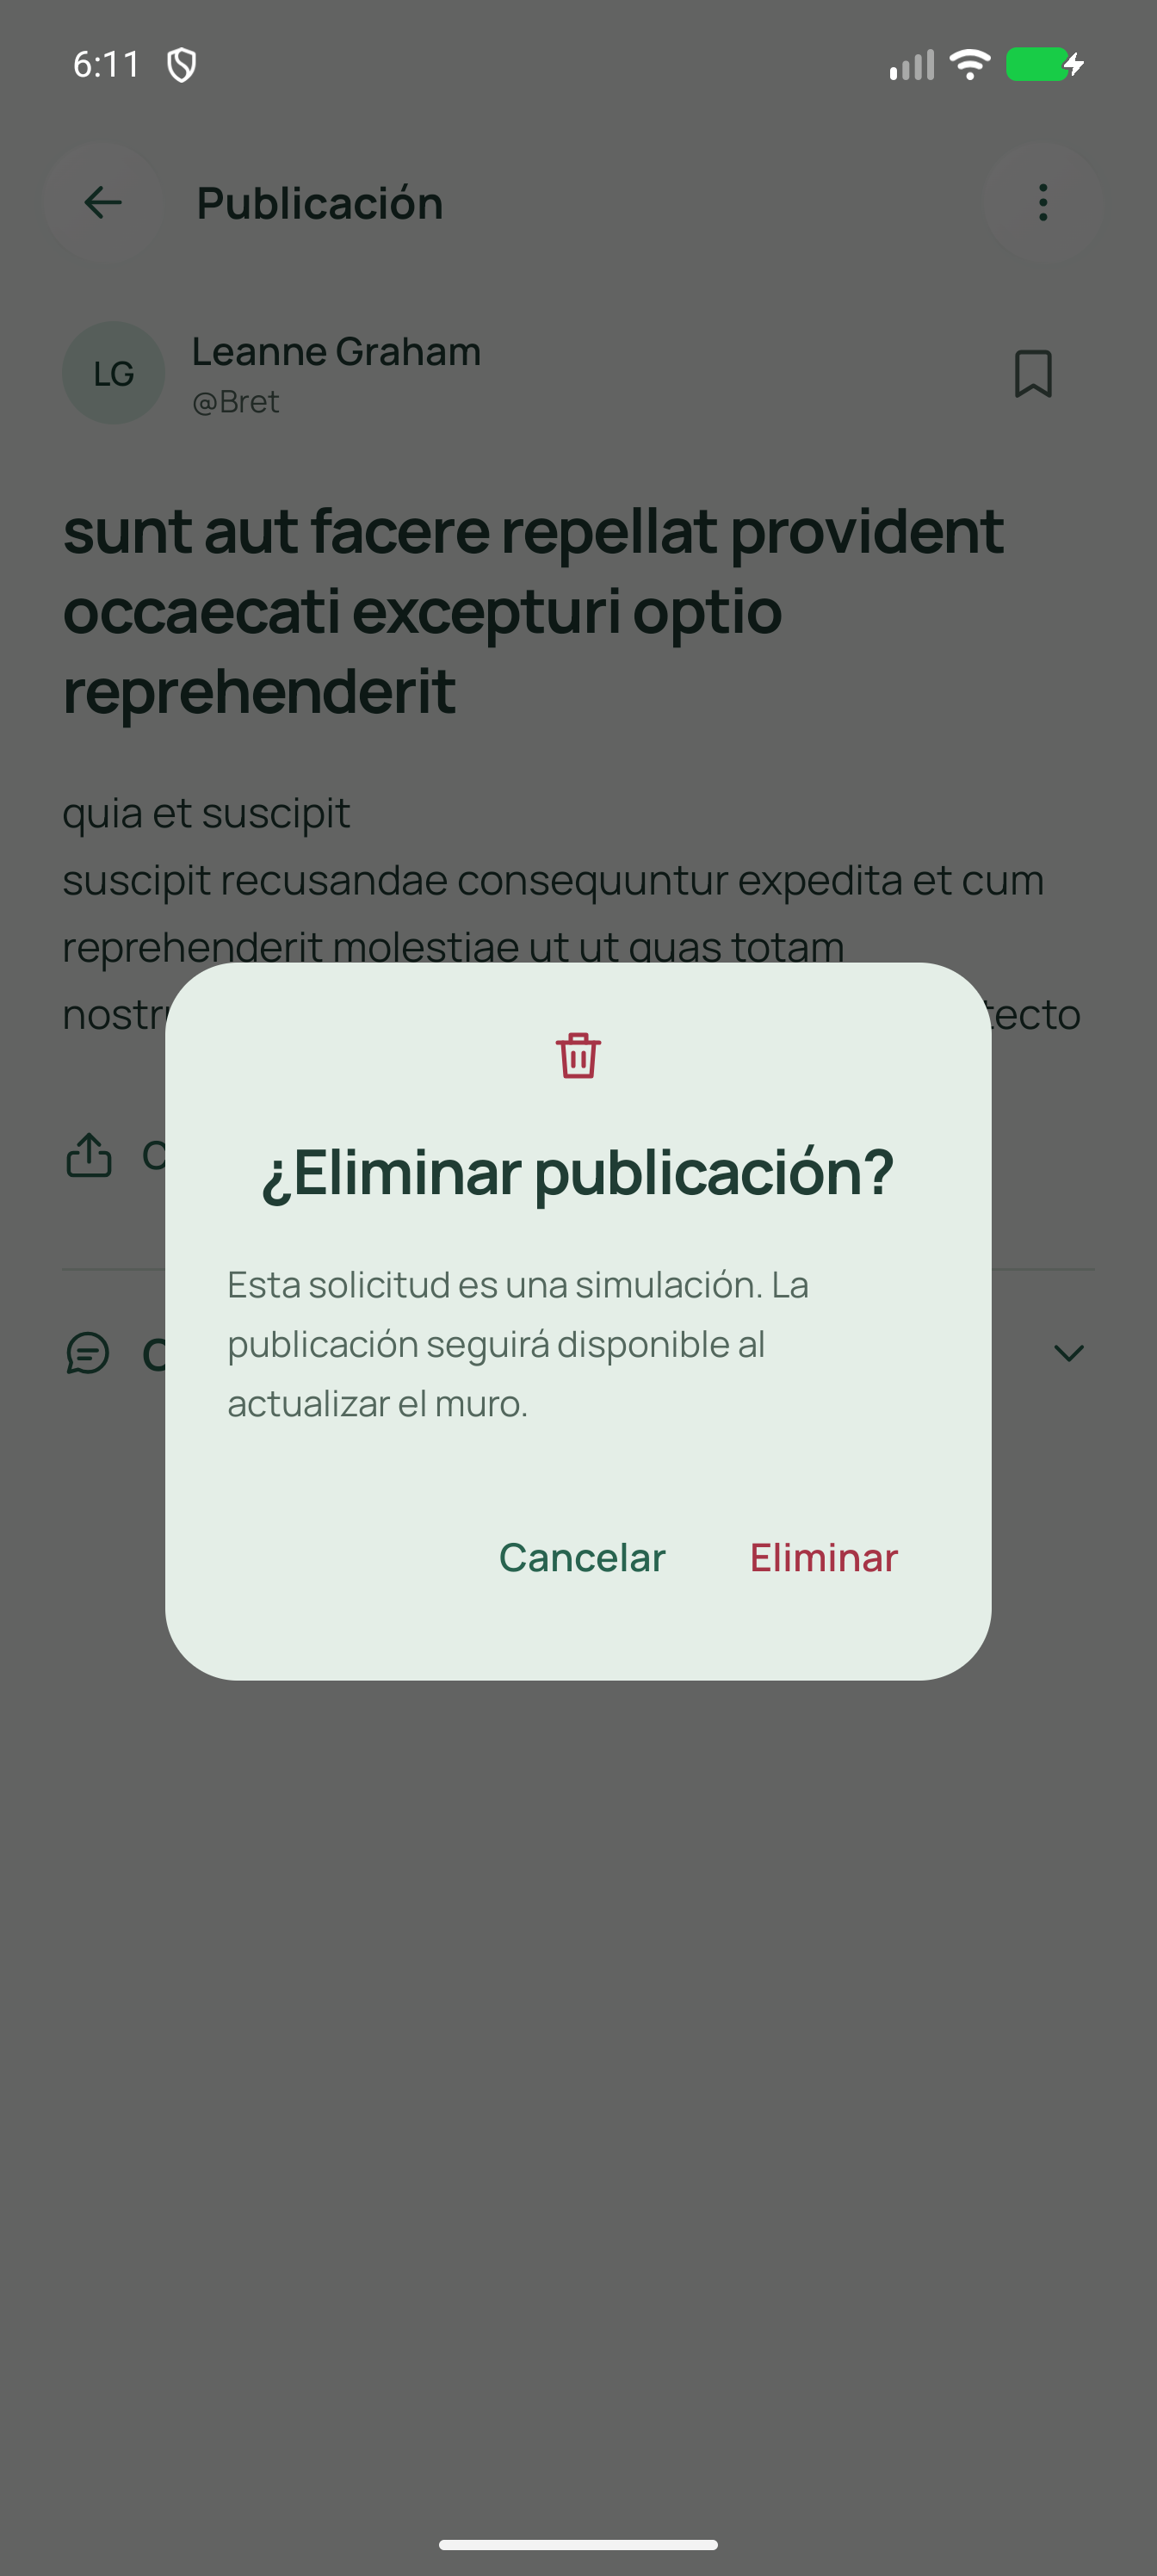 6:11
Publicación
LG
Leanne Graham
@Bret
sunt aut facere repellat provident
occaecati excepturi optio
reprehenderit
quia et suscipit
suscipit recusandae consequuntur expedita et cum
reprehenderit molestiae ut ut quas totam
¿Eliminar publicación?
Esta solicitud es una simulación. La
publicación seguirá disponible al
actualizar el muro.
Cancelar
Eliminar